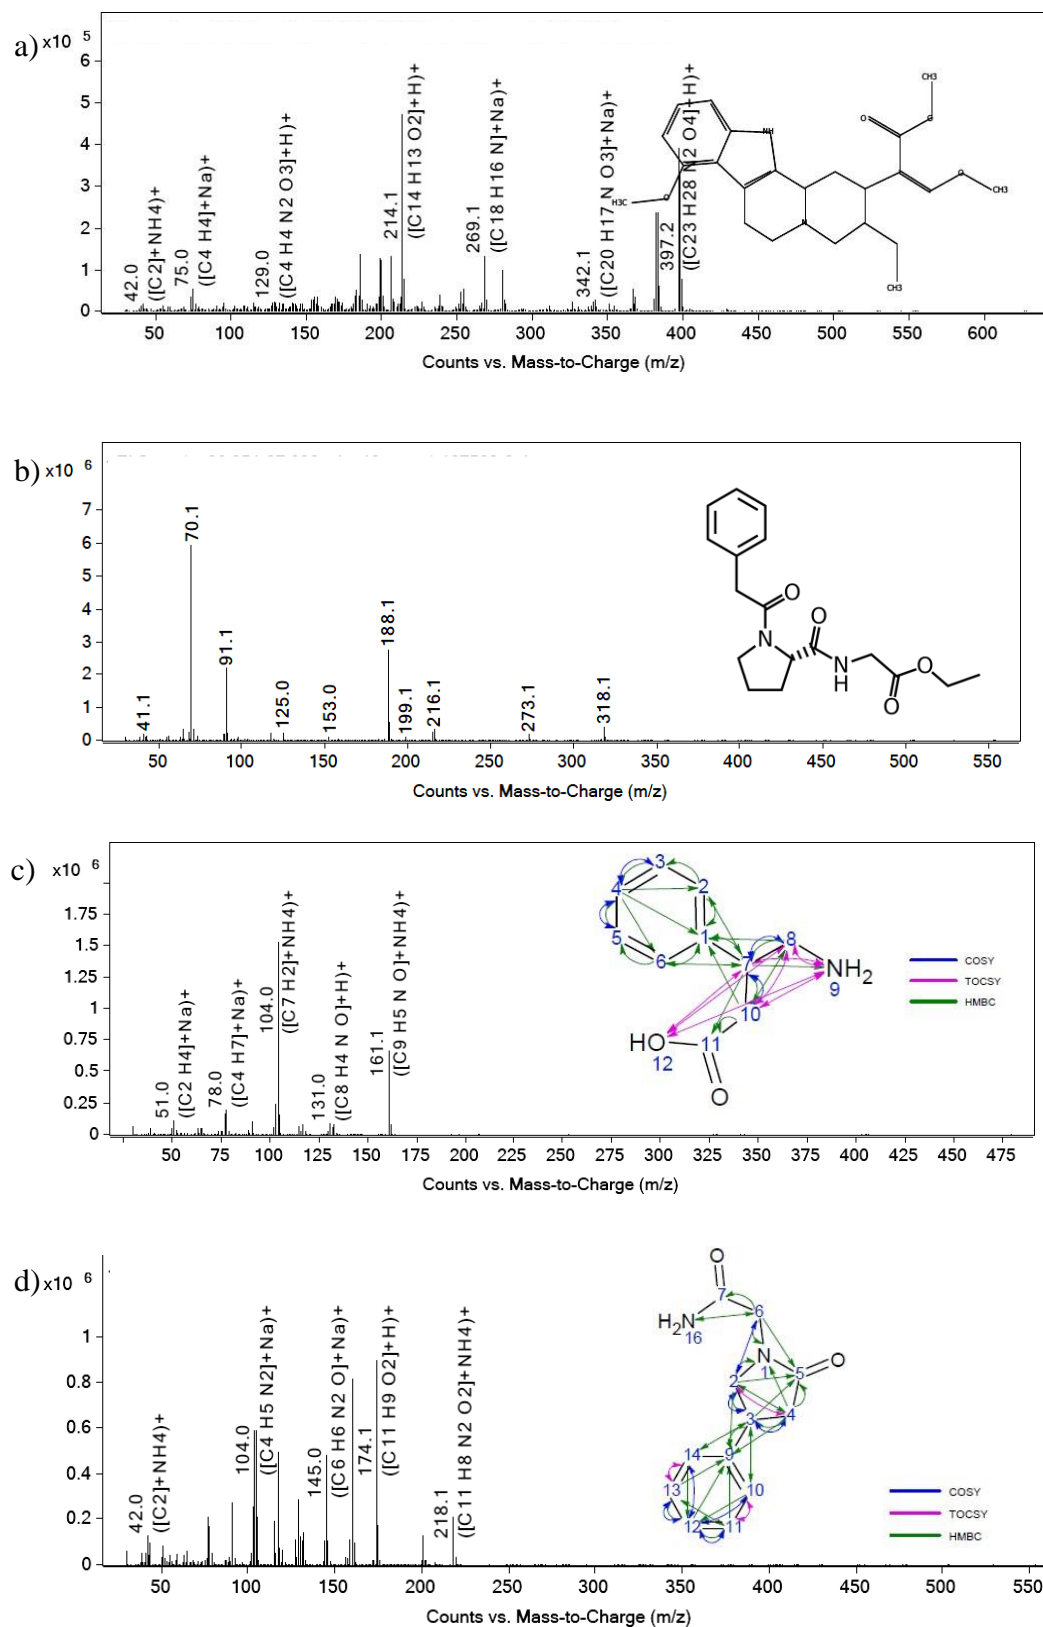 a)
x10 5
6
5
4
3
2
1
0
42.0
([C2]+NH4)+
75.0
([C4 H4]+Na)+
129.0
([C4 H4 N2 O3]+H)+
214.1
([C14 H13 O2]+H)+
269.1
([C18 H16 N]+Na)+
342.1
([C20 H17 N O3]+Na)+
397.2
([C23 H28 N2 O4]+H)+
CH3
O
O
NH
O
CH3
H3C
O
N
CH3
50 100 150 200 250 300 350 400 450 500 550 600
Counts vs. Mass-to-Charge (m/z)
b)
x10 6
7
6
5
4
3
2
1
0
41.1
70.1
91.1
125.0
153.0
188.1
199.1
216.1
273.1
318.1
O
O
N
N
H
O
O
50 100 150 200 250 300 350 400 450 500 550
Counts vs. Mass-to-Charge (m/z)
c)
x10 6
1.75
1.5
1.25
1
0.75
0.5
0.25
0
51.0
([C2 H4]+Na)+
78.0
([C4 H7]+Na)+
104.0
([C7 H2]+NH4)+
131.0
([C8 H4 N O]+H)+
161.1
([C9 H5 N O]+NH4)+
3
4
2
5
1
8
6
7
NH2
9
10
HO
11
12
O
COSY
TOCSY
HMBC
50 75 100 125 150 175 200 225 250 275 300 325 350 375 400 425 450 475
Counts vs. Mass-to-Charge (m/z)
d)
x10 6
1
0.8
0.6
0.4
0.2
0
42.0
([C2]+NH4)+
104.0
([C4 H5 N2]+Na)+
145.0
([C6 H6 N2 O]+Na)+
174.1
([C11 H9 O2]+H)+
218.1
([C11 H8 N2 O2]+NH4)+
O
7
6
H2N
16
N
1
5
O
2
3
4
14
9
13
10
12
11
COSY
TOCSY
HMBC
50 100 150 200 250 300 350 400 450 500 550
Counts vs. Mass-to-Charge (m/z)